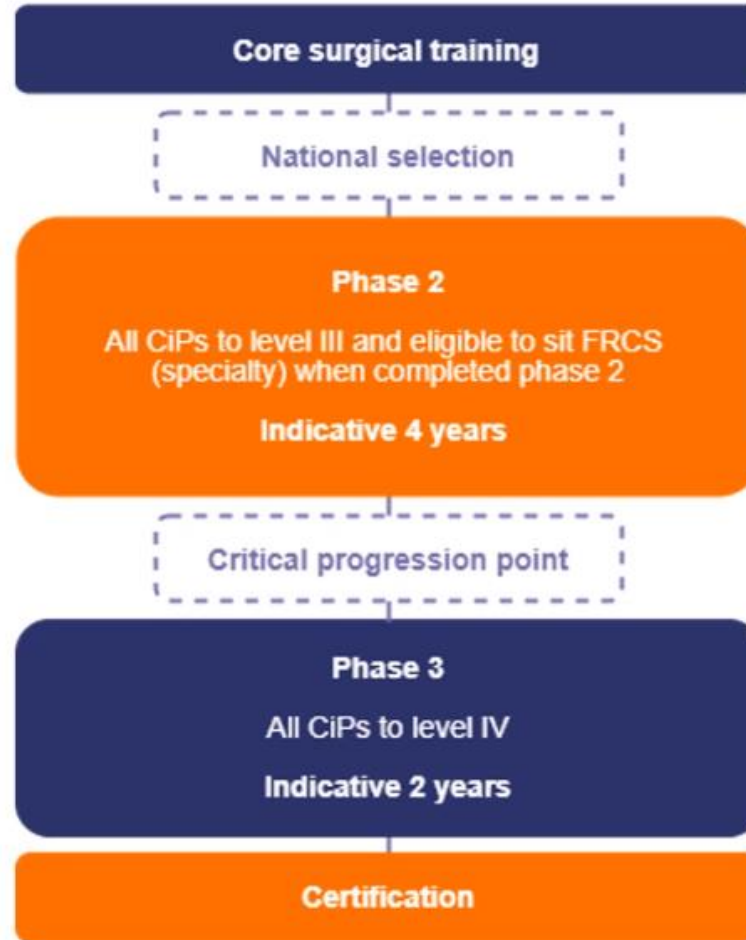 Core surgical training
National selection
Phase 2
All CiPs to level III and eligible to sit FRCS
(specialty) when completed phase 2
Indicative 4 years
Critical progression point
Phase 3
All CiPs to level IV
Indicative 2 years
Certification